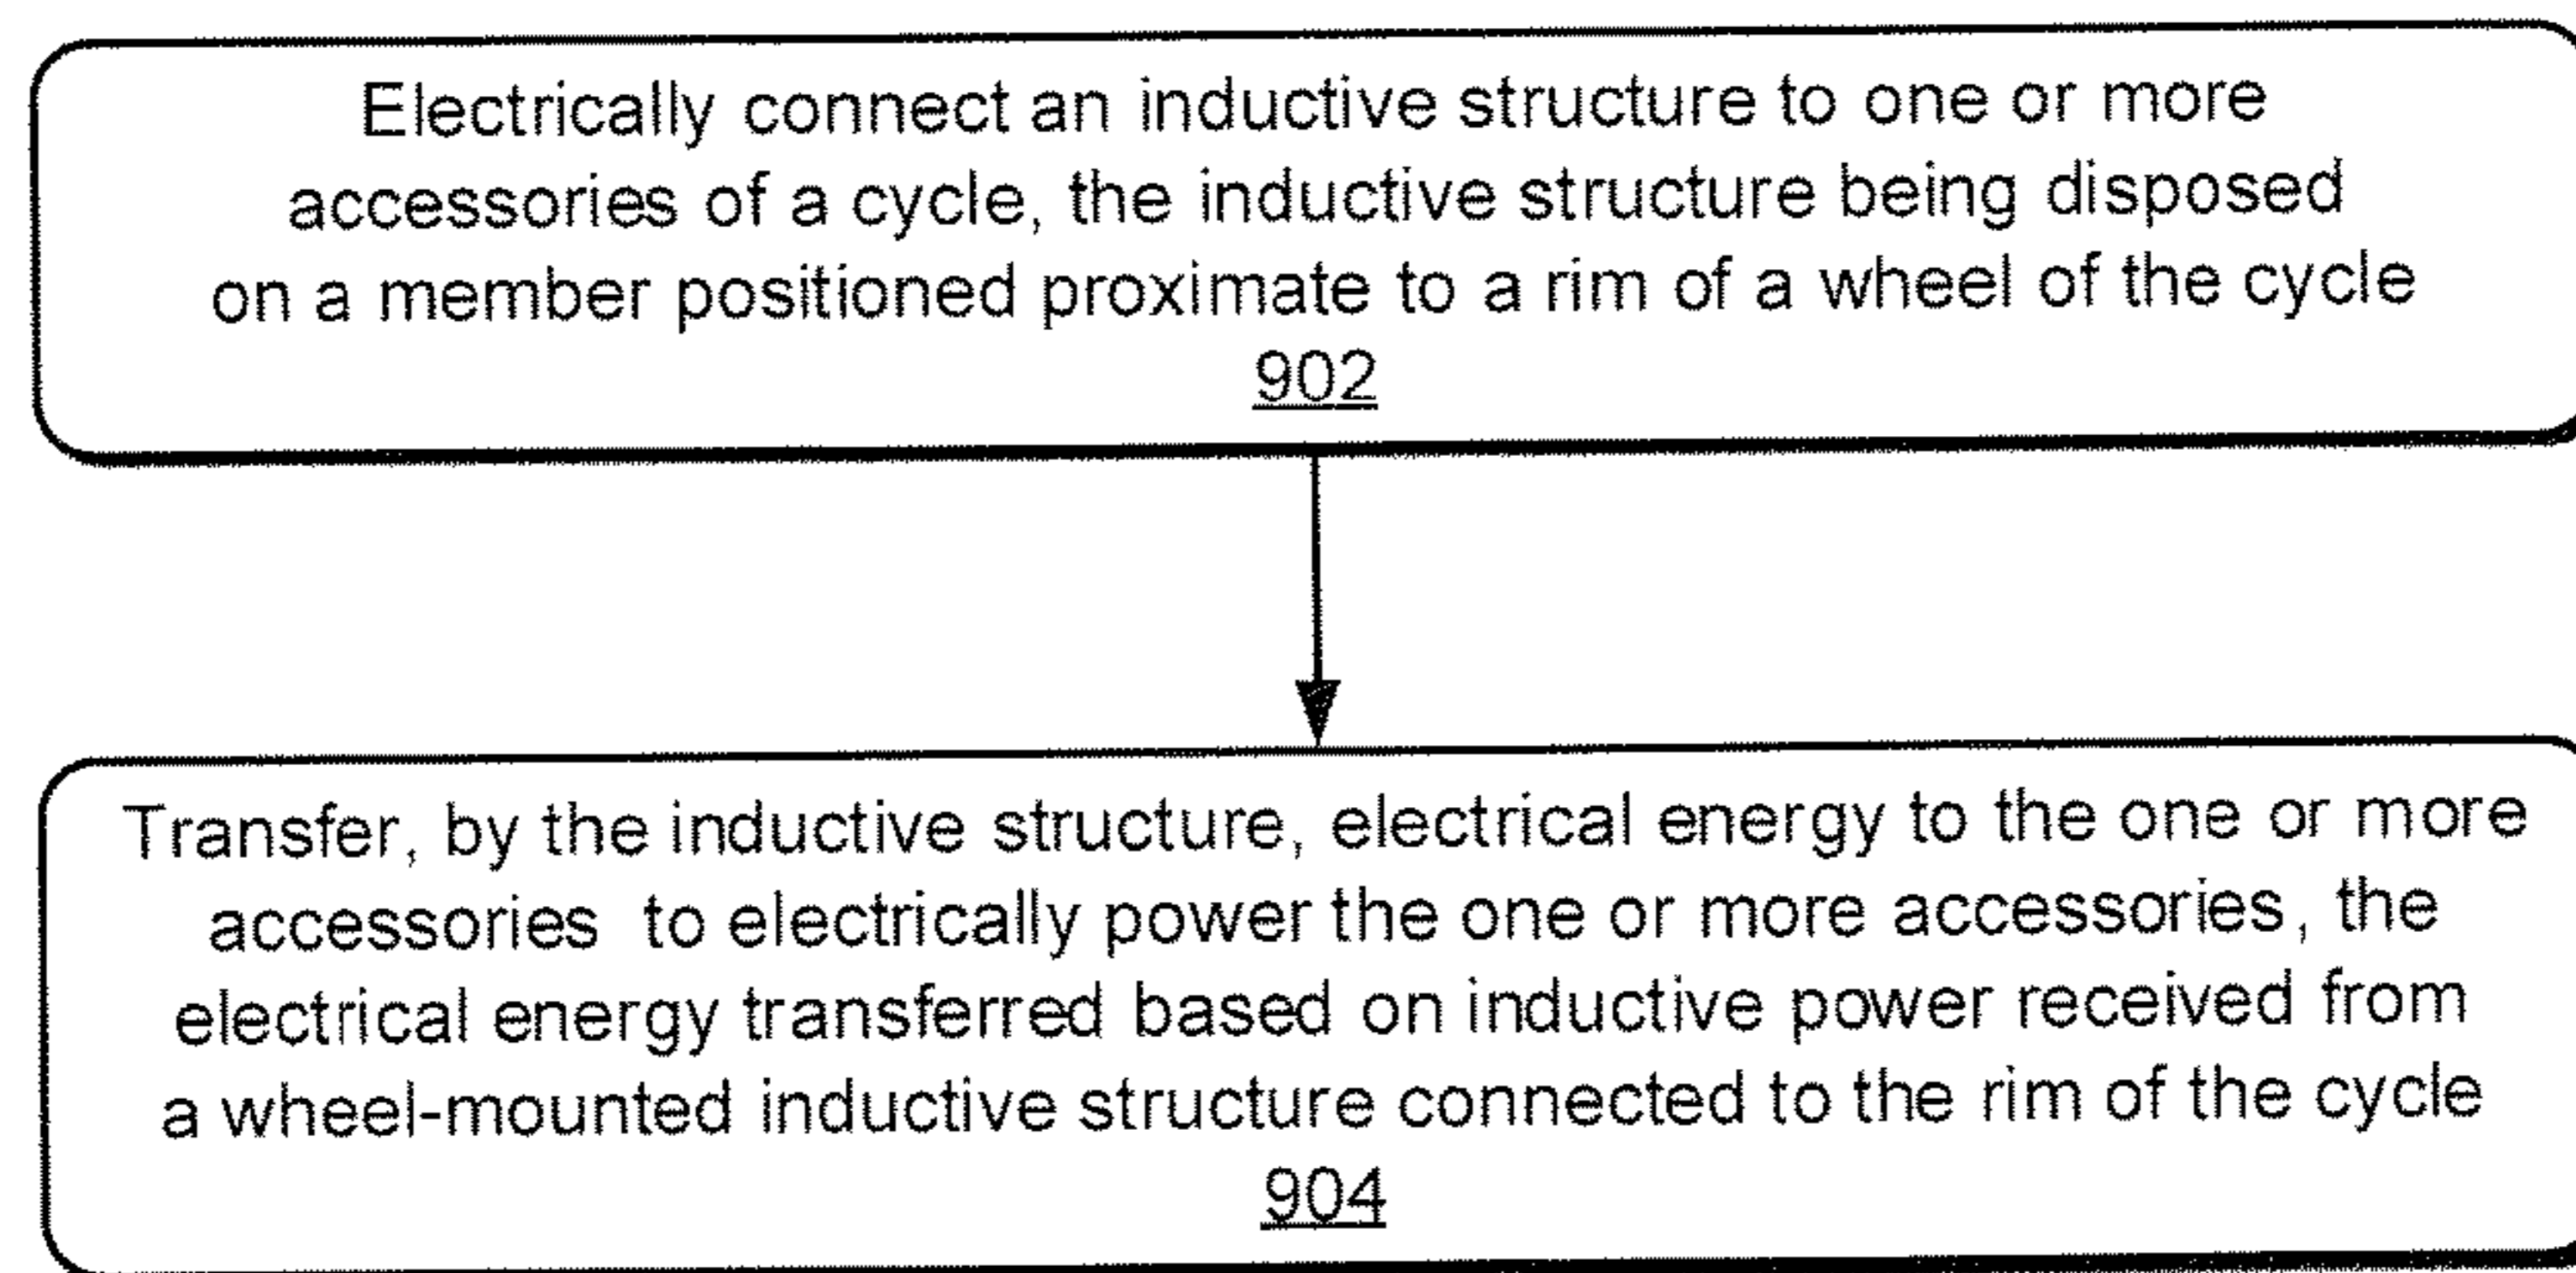 Electrically connect an inductive structure to one or more
accessories of a cycle, the inductive structure being disposed
on a member positioned proximate to a rim of a wheel of the cycle
902
Transfer, by the inductive structure, electrical energy to the one or more
accessories to electrically power the one or more accessories, the
electrical energy transferred based on inductive power received from
a wheel-mounted inductive structure connected to the rim of the cycle
904